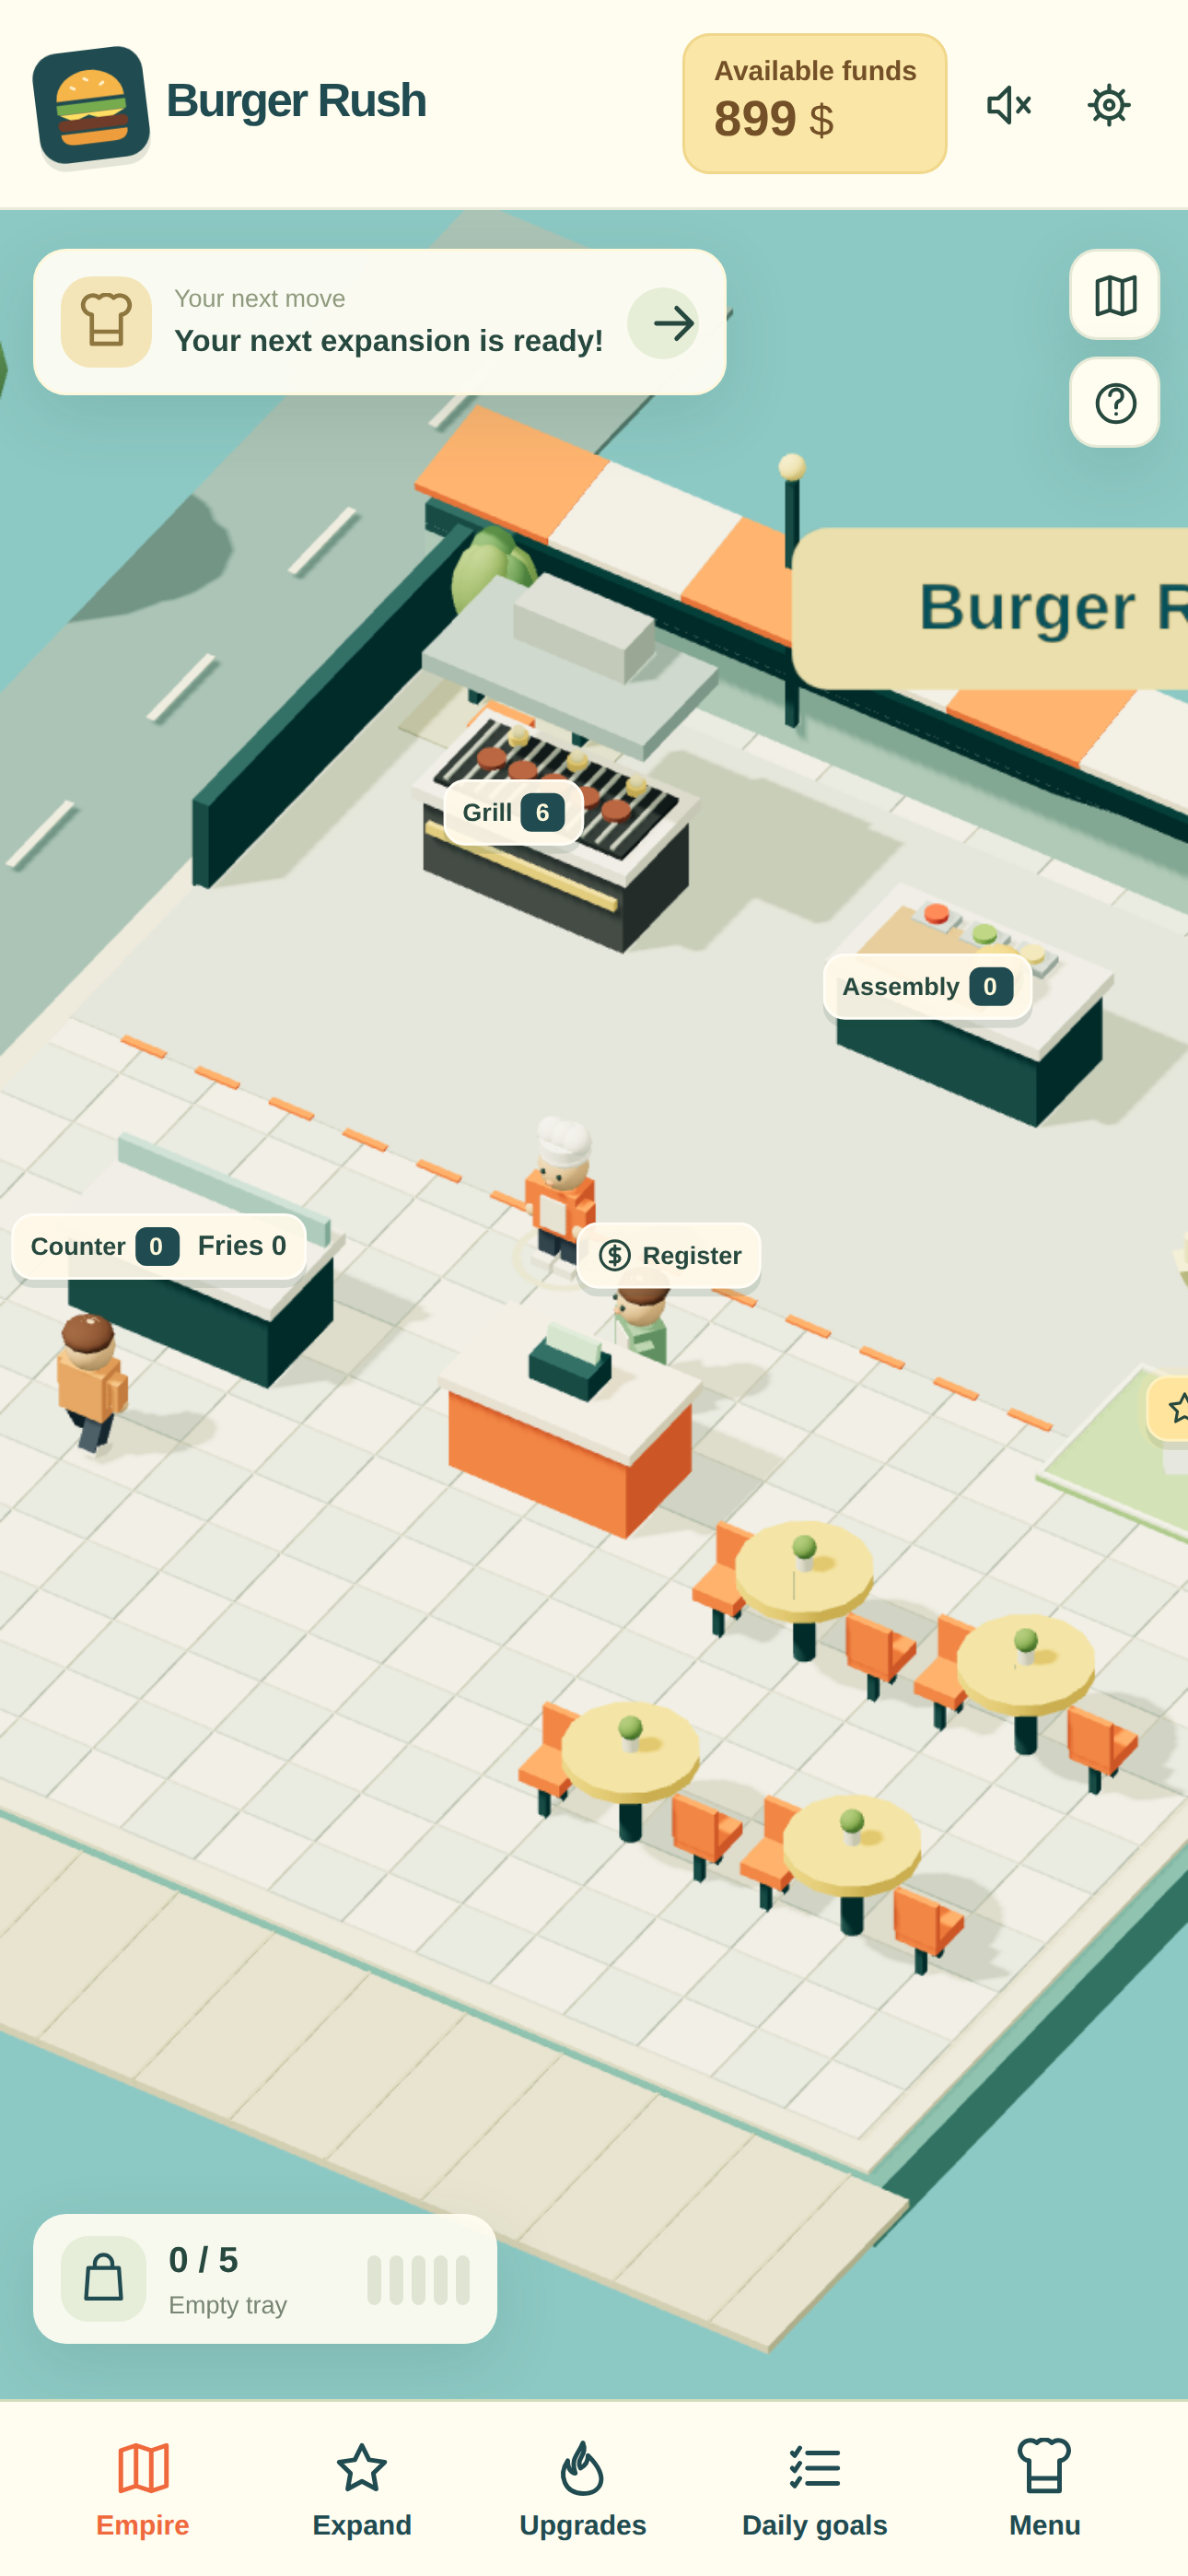 Burger Rush
Available funds
899 $
Your next move
Your next expansion is ready!
Burger R
Grill 6
Assembly 0
Counter 0 Fries 0
Register
0 / 5
Empty tray
Empire
Expand
Upgrades
Daily goals
Menu